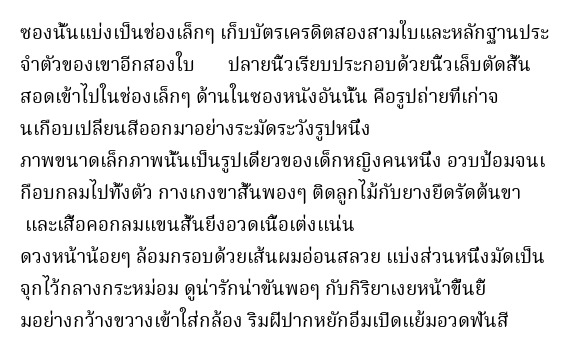 ซองนั้นแบ่งเป็นช่องเล็กๆ เก็บบัตรเครดิตสองสามใบและหลักฐานประ
จำตัวของเขาอีกสองใบ ปลายนิ้วเรียบประกอบด้วยนิ้วเล็บตัดสั้น
สอดเข้าไปในช่องเล็กๆ ด้านในซองหนังอันนั้น คือรูปถ่ายที่เก่าจ
นเกือบเปลี่ยนสีออกมาอย่างระมัดระวังรูปหนึ่ง
ภาพขนาดเล็กภาพนั้นเป็นรูปเดี่ยวของเด็กหญิงคนหนึ่ง อวบป้อมจนเ
กือบกลมไปทั้งตัว กางเกงขาสั้นพองๆ ติดลูกไม้กับยางยืดรัดต้นขา
และเสื้อคอกลมแขนสั้นยิ่งอวดเนื้อเต่งแน่น
ดวงหน้าน้อยๆ ล้อมกรอบด้วยเส้นผมอ่อนสลวย แบ่งส่วนหนึ่งมัดเป็น
จุกไว้กลางกระหม่อม ดูน่ารักน่าขันพอๆ กับกิริยาเงยหน้าขึ้นยิ้
มอย่างกว้างขวางเข้าใส่กล้อง ริมฝีปากหยักอิ่มเปิดแย้มอวดฟันสี